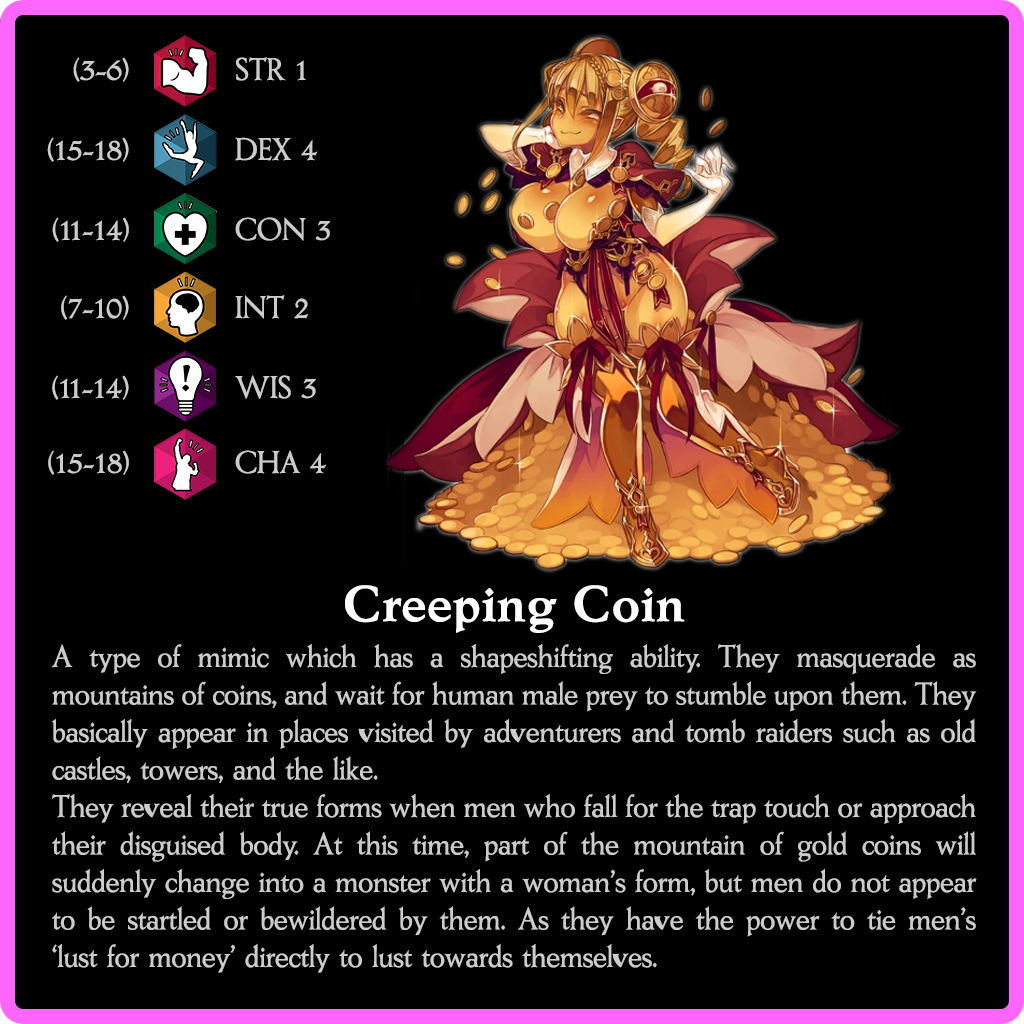 (3-6) STR 1
(15-18) DEX 4
(11-14) CON 3
(7-10) INT 2
(11-14) WIS 3
(15-18) CHA 4
Creeping Coin
A type of mimic which has a shapeshifting ability. They masquerade as
mountains of coins, and wait for human male prey to stumble upon them. They
basically appear in places visited by adventurers and tomb raiders such as old
castles, towers, and the like.
They reveal their true forms when men who fall for the trap touch or approach
their disguised body. At this time, part of the mountain of gold coins will
suddenly change into a monster with a woman's form, but men do not appear
to be startled or bewildered by them. As they have the power to tie men's
'lust for money' directly to lust towards themselves.